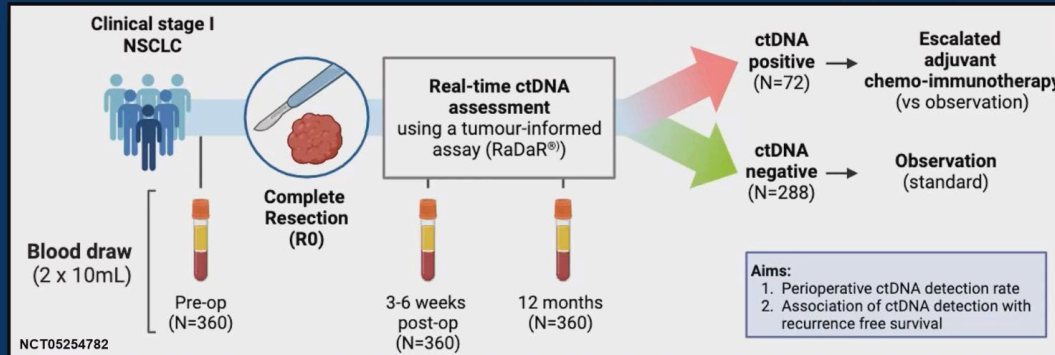 Clinical stage I
NSCLC
Blood draw
(2 x 10mL)
Pre-op
(N=360)
NCT05254782
Complete
Resection
(R0)
Real-time ctDNA
assessment
using a tumour-informed
assay (RaDaR®)
3-6 weeks
post-op
(N=360)
12 months
(N=360)
ctDNA
positive
(N=72)
Escalated
adjuvant
chemo-immunotherapy
(vs observation)
ctDNA
negative
(N=288)
Observation
(standard)
Aims:
1. Perioperative ctDNA detection rate
2. Association of ctDNA detection with
recurrence free survival